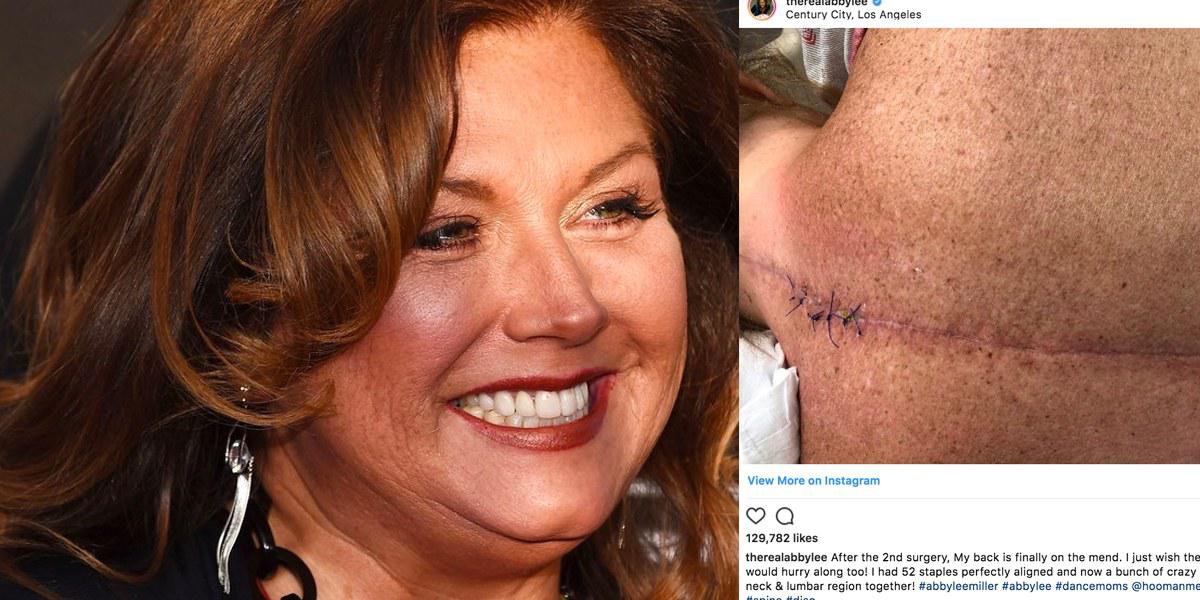 therealabbylee
Century City, Los Angeles
View More on Instagram
129,782 likes
therealabbylee After the 2nd surgery, My back is finally on the mend. I just wish the
would hurry along too! I had 52 staples perfectly aligned and now a bunch of crazy
neck & lumbar region together! #abbyleemiller #abbylee #dancemoms @hoomanme
#spine #disc